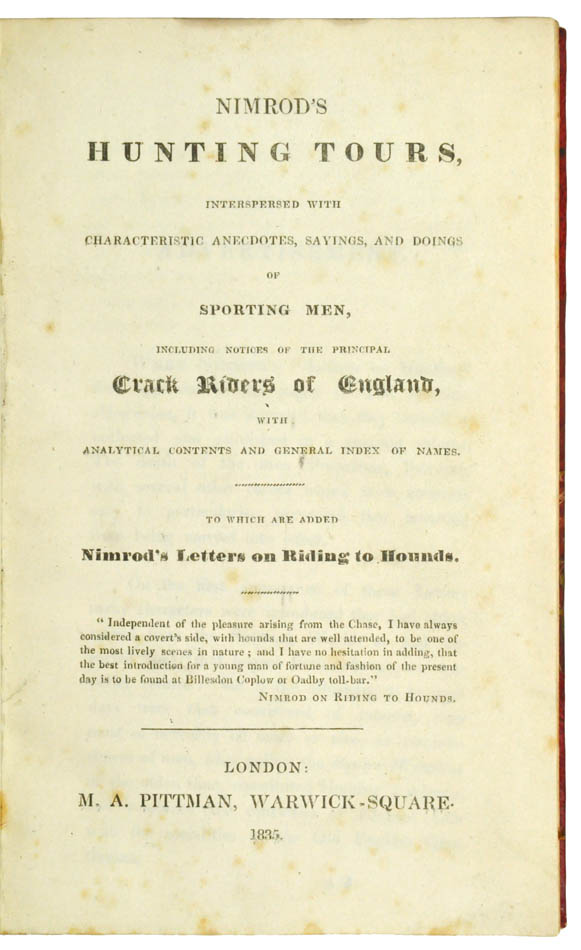 NIMROD'S
HUNTING TOURS,
INTERSPERSED WITH
CHARACTERISTIC ANECDOTES, SAYINGS, AND DOINGS
OF
SPORTING MEN,
INCLUDING NOTICES OF THE PRINCIPAL
Crack Riders of England,
WITH
ANALYTICAL CONTENTS AND GENERAL INDEX OF NAMES.
TO WHICH ARE ADDED
Nimrod's Letters on Riding to Hounds.
" Independent of the pleasure arising from the Chase, I have always
considered a covert's side, with hounds that are well attended, to be one of
the most lively scenes in nature ; and I have no hesitation in adding, that
the best introduction for a young man of fortune and fashion of the present
day is to be found at Billesdon Coplow or Oadby toll-bar."
NIMROD ON RIDING TO HOUNDS.
LONDON:
M. A. PITTMAN, WARWICK-SQUARE.
1835.